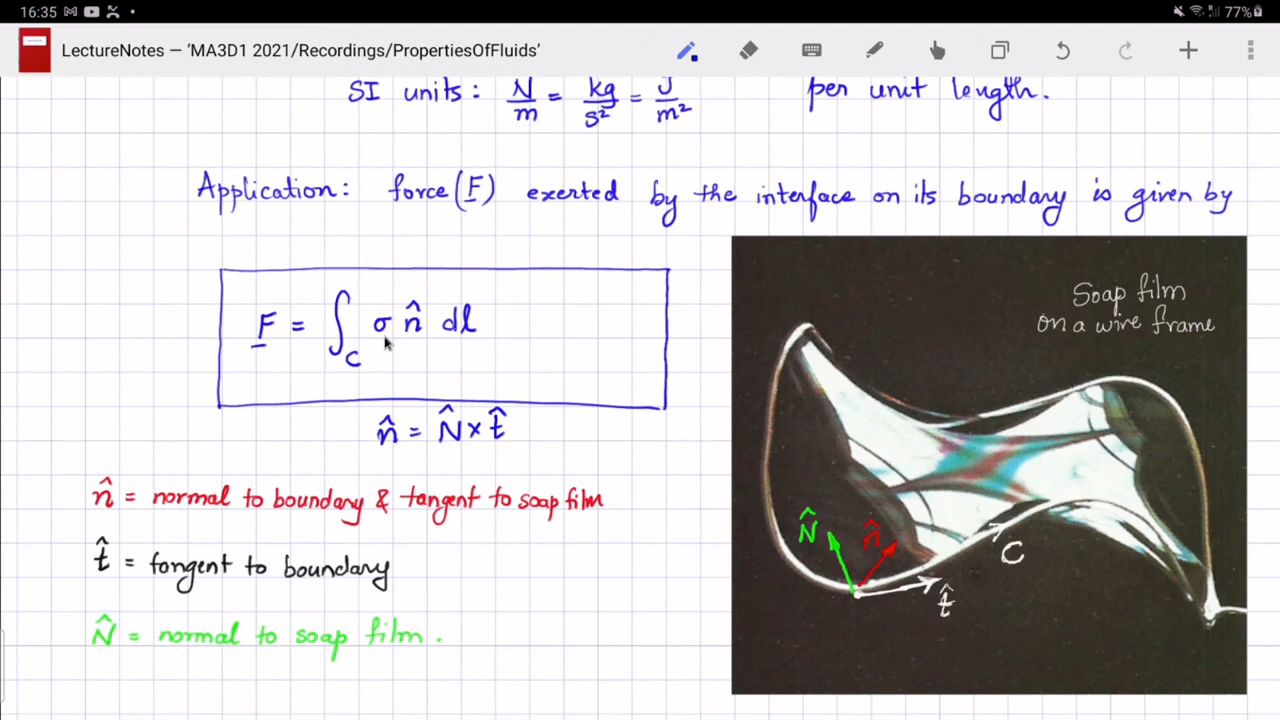 16:35
77%
LectureNotes — ‘MA3D1 2021/Recordings/PropertiesOfFluids’
SI units: N/m = kg/s² = J/m² per unit length.
Application: force (F) exerted by the interface on its boundary is given by
F = ∫_C σ n̂ dl
n̂ = N̂ × t̂
n̂ = normal to boundary & tangent to soap film
t̂ = tangent to boundary
N̂ = normal to soap film.
Soap film
on a wire frame
N̂
n̂
C
t̂